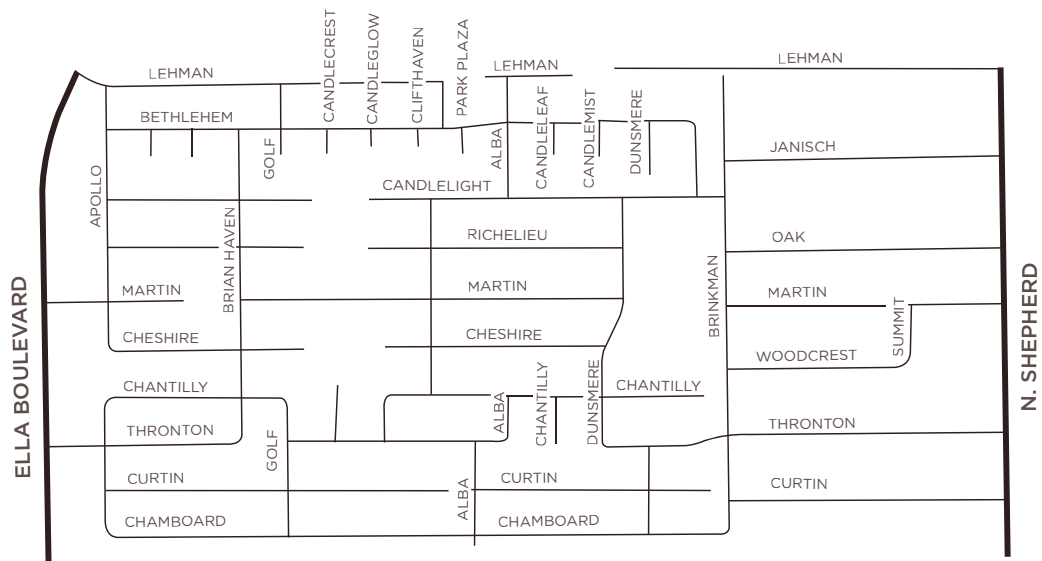 CANDLECREST
CANDLEGLOW
CLIFTHAVEN
PARK PLAZA
LEHMAN
LEHMAN
LEHMAN
BETHLEHEM
GOLF
ALBA
CANDLELEAF
CANDLEMIST
DUNSMERE
JANISCH
APOLLO
CANDLELIGHT
BRIAN HAVEN
RICHELIEU
OAK
MARTIN
MARTIN
MARTIN
BRINKMAN
SUMMIT
ELLA BOULEVARD
N. SHEPHERD
CHESHIRE
CHESHIRE
WOODCREST
CHANTILLY
ALBA
CHANTILLY
DUNSMERE
CHANTILLY
THRONTON
GOLF
THRONTON
CURTIN
ALBA
CURTIN
CURTIN
CHAMBOARD
CHAMBOARD